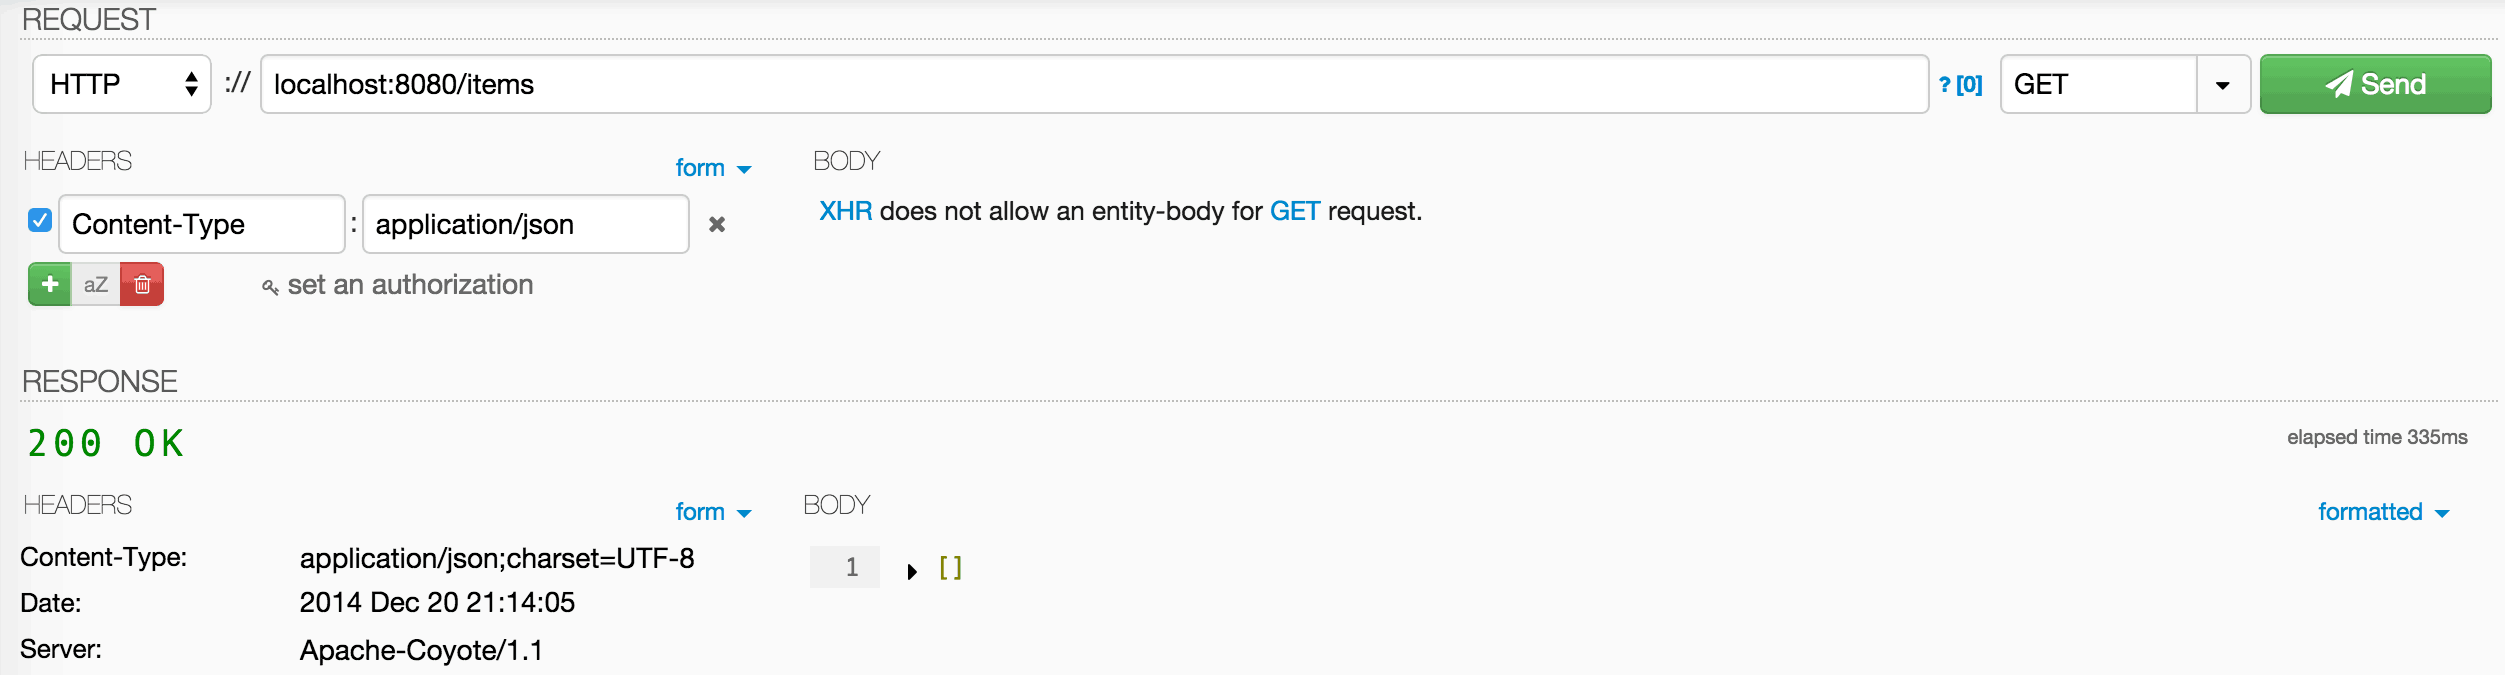 REQUEST
HTTP :// localhost:8080/items ? [0] GET Send
HEADERS form BODY
Content-Type : application/json XHR does not allow an entity-body for GET request.
aZ set an authorization
RESPONSE
200 OK elapsed time 335ms
HEADERS form BODY formatted
Content-Type: application/json;charset=UTF-8 1 []
Date: 2014 Dec 20 21:14:05
Server: Apache-Coyote/1.1